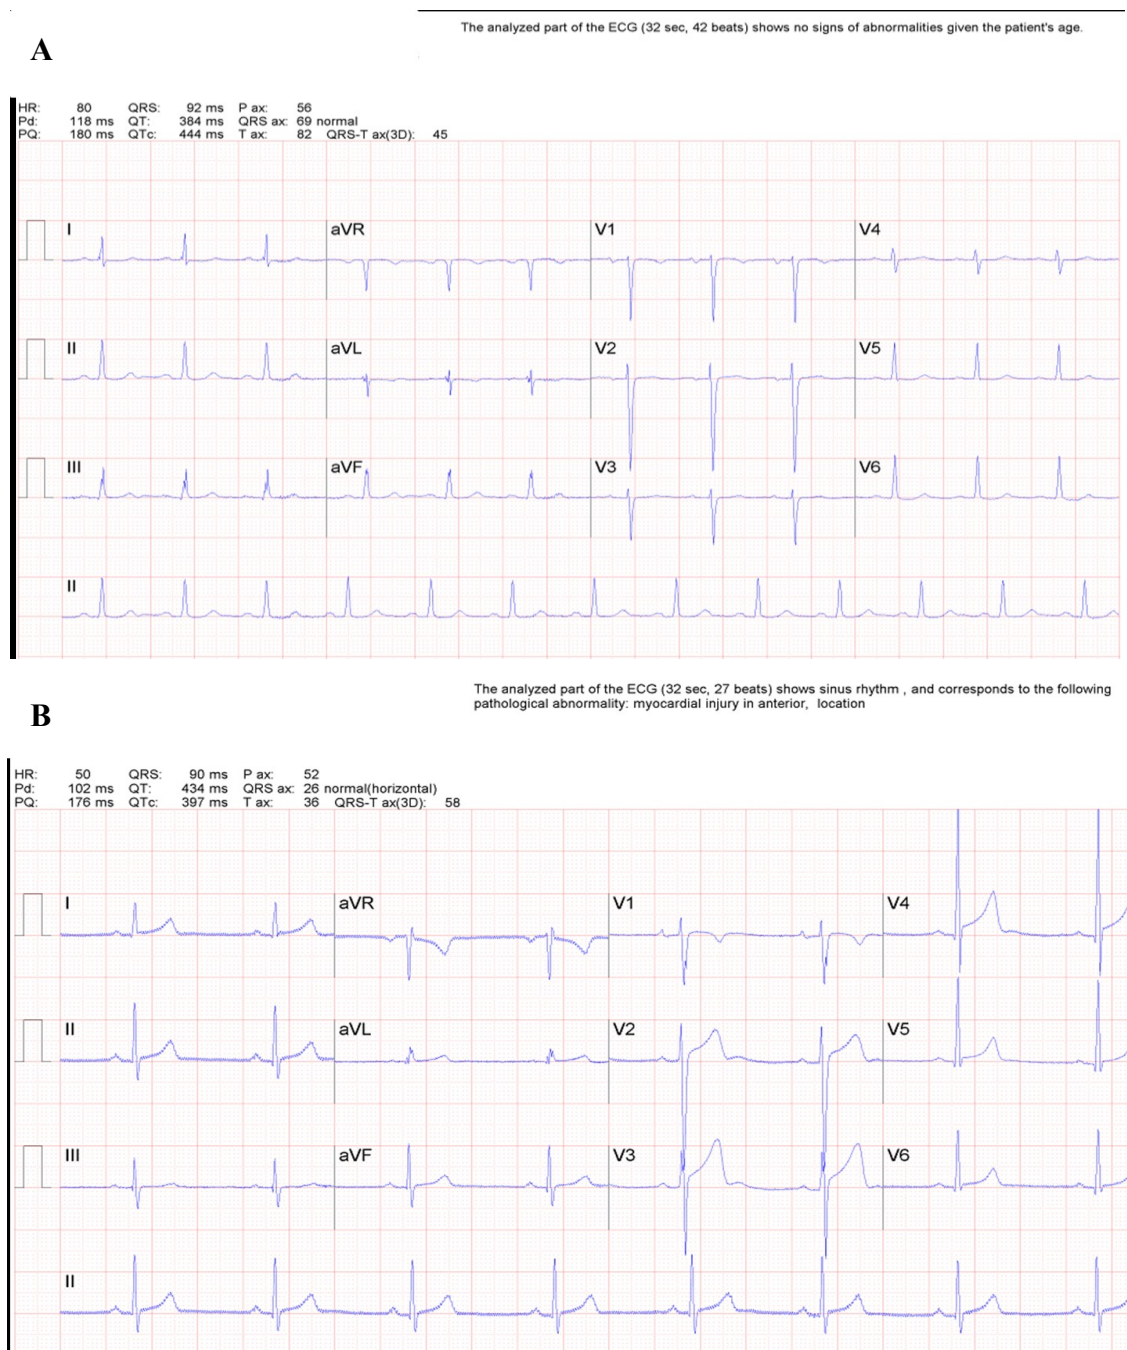 The analyzed part of the ECG (32 sec, 42 beats) shows no signs of abnormalities given the patient's age.
A
HR: 80 QRS: 92 ms P ax: 56
Pd: 118 ms QT: 384 ms QRS ax: 69 normal
PQ: 180 ms QTc: 444 ms T ax: 82 QRS-T ax(3D): 45
I aVR V1 V4
II aVL V2 V5
III aVF V3 V6
II
The analyzed part of the ECG (32 sec, 27 beats) shows sinus rhythm , and corresponds to the following
pathological abnormality: myocardial injury in anterior, location
B
HR: 50 QRS: 90 ms P ax: 52
Pd: 102 ms QT: 434 ms QRS ax: 26 normal(horizontal)
PQ: 176 ms QTc: 397 ms T ax: 36 QRS-T ax(3D): 58
I aVR V1 V4
II aVL V2 V5
III aVF V3 V6
II